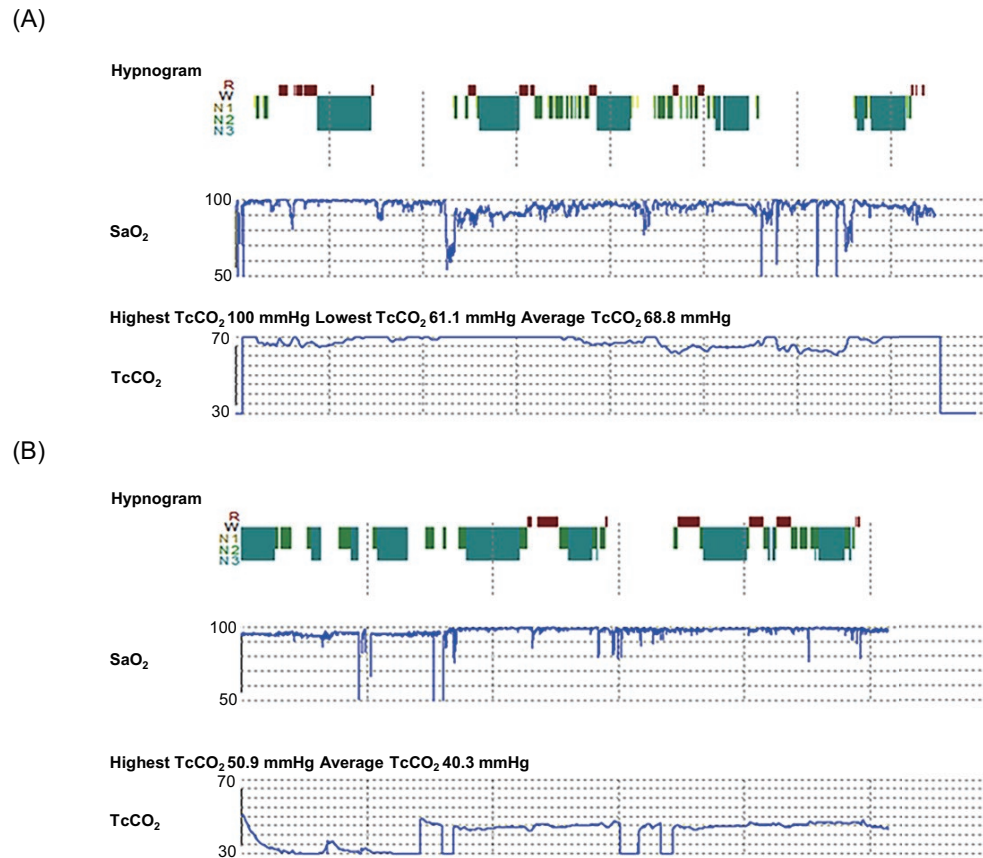 (A)
Hypnogram
R
W
N1
N2
N3
100
SaO₂
50
Highest TcCO₂ 100 mmHg Lowest TcCO₂ 61.1 mmHg Average TcCO₂ 68.8 mmHg
70
TcCO₂
30
(B)
Hypnogram
R
W
N1
N2
N3
100
SaO₂
50
Highest TcCO₂ 50.9 mmHg Average TcCO₂ 40.3 mmHg
70
TcCO₂
30